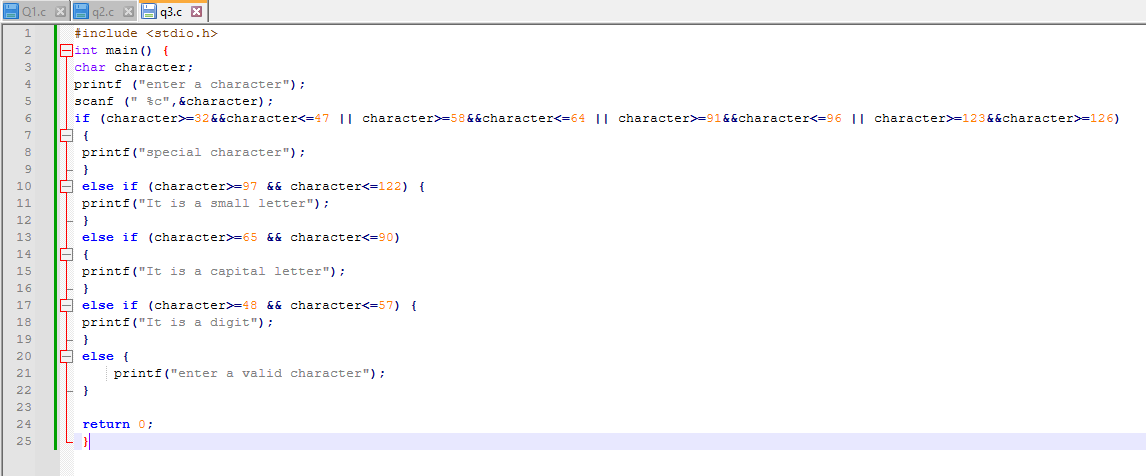 Q1.c q2.c q3.c
1 #include <stdio.h>
2 int main() {
3 char character;
4 printf ("enter a character");
5 scanf (" %c",&character);
6 if (character>=32&&character<=47 || character>=58&&character<=64 || character>=91&&character<=96 || character>=123&&character>=126)
7 {
8 printf("special character");
9 }
10 else if (character>=97 && character<=122) {
11 printf("It is a small letter");
12 }
13 else if (character>=65 && character<=90)
14 {
15 printf("It is a capital letter");
16 }
17 else if (character>=48 && character<=57) {
18 printf("It is a digit");
19 }
20 else {
21 printf("enter a valid character");
22 }
23
24 return 0;
25 }